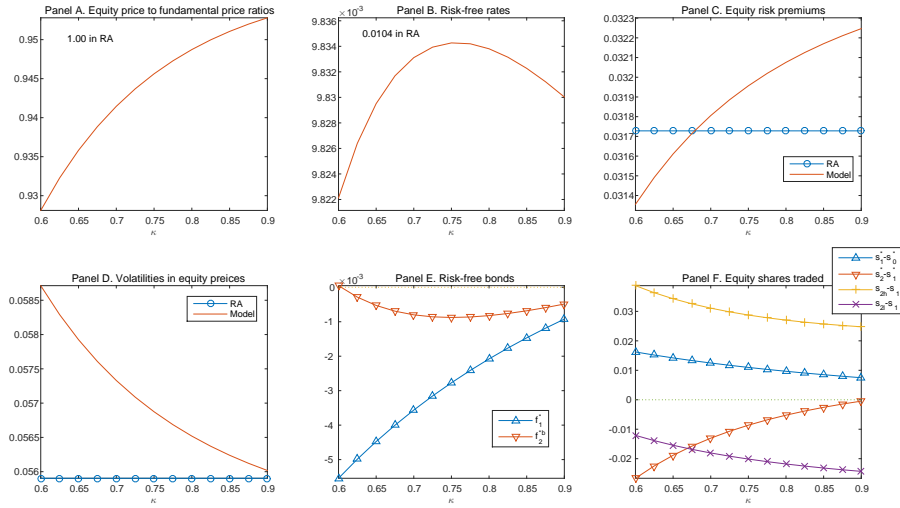 Panel A. Equity price to fundamental price ratios
1.00 in RA
0.95
0.945
0.94
0.935
0.93
0.6 0.65 0.7 0.75 0.8 0.85 0.9
κ
Panel B. Risk-free rates
×10⁻³
0.0104 in RA
9.836
9.834
9.832
9.83
9.828
9.826
9.824
9.822
0.6 0.65 0.7 0.75 0.8 0.85 0.9
κ
Panel C. Equity risk premiums
0.0323
0.0322
0.0321
0.032
0.0319
0.0318
0.0317
0.0316
0.0315
0.0314
RA
Model
0.6 0.65 0.7 0.75 0.8 0.85 0.9
κ
Panel D. Volatilities in equity preices
RA
Model
0.0585
0.058
0.0575
0.057
0.0565
0.056
0.6 0.65 0.7 0.75 0.8 0.85 0.9
κ
Panel E. Risk-free bonds
×10⁻³
0
-1
-2
-3
-4
-5
f₁*
f₂*ᵇ
0.6 0.65 0.7 0.75 0.8 0.85 0.9
κ
Panel F. Equity shares traded
s₁*-s₀*
s₂*-s₁*
s₂ₕ-s₁
s₂ᵢ-s₁
0.03
0.02
0.01
0
-0.01
-0.02
0.6 0.65 0.7 0.75 0.8 0.85 0.9
κ